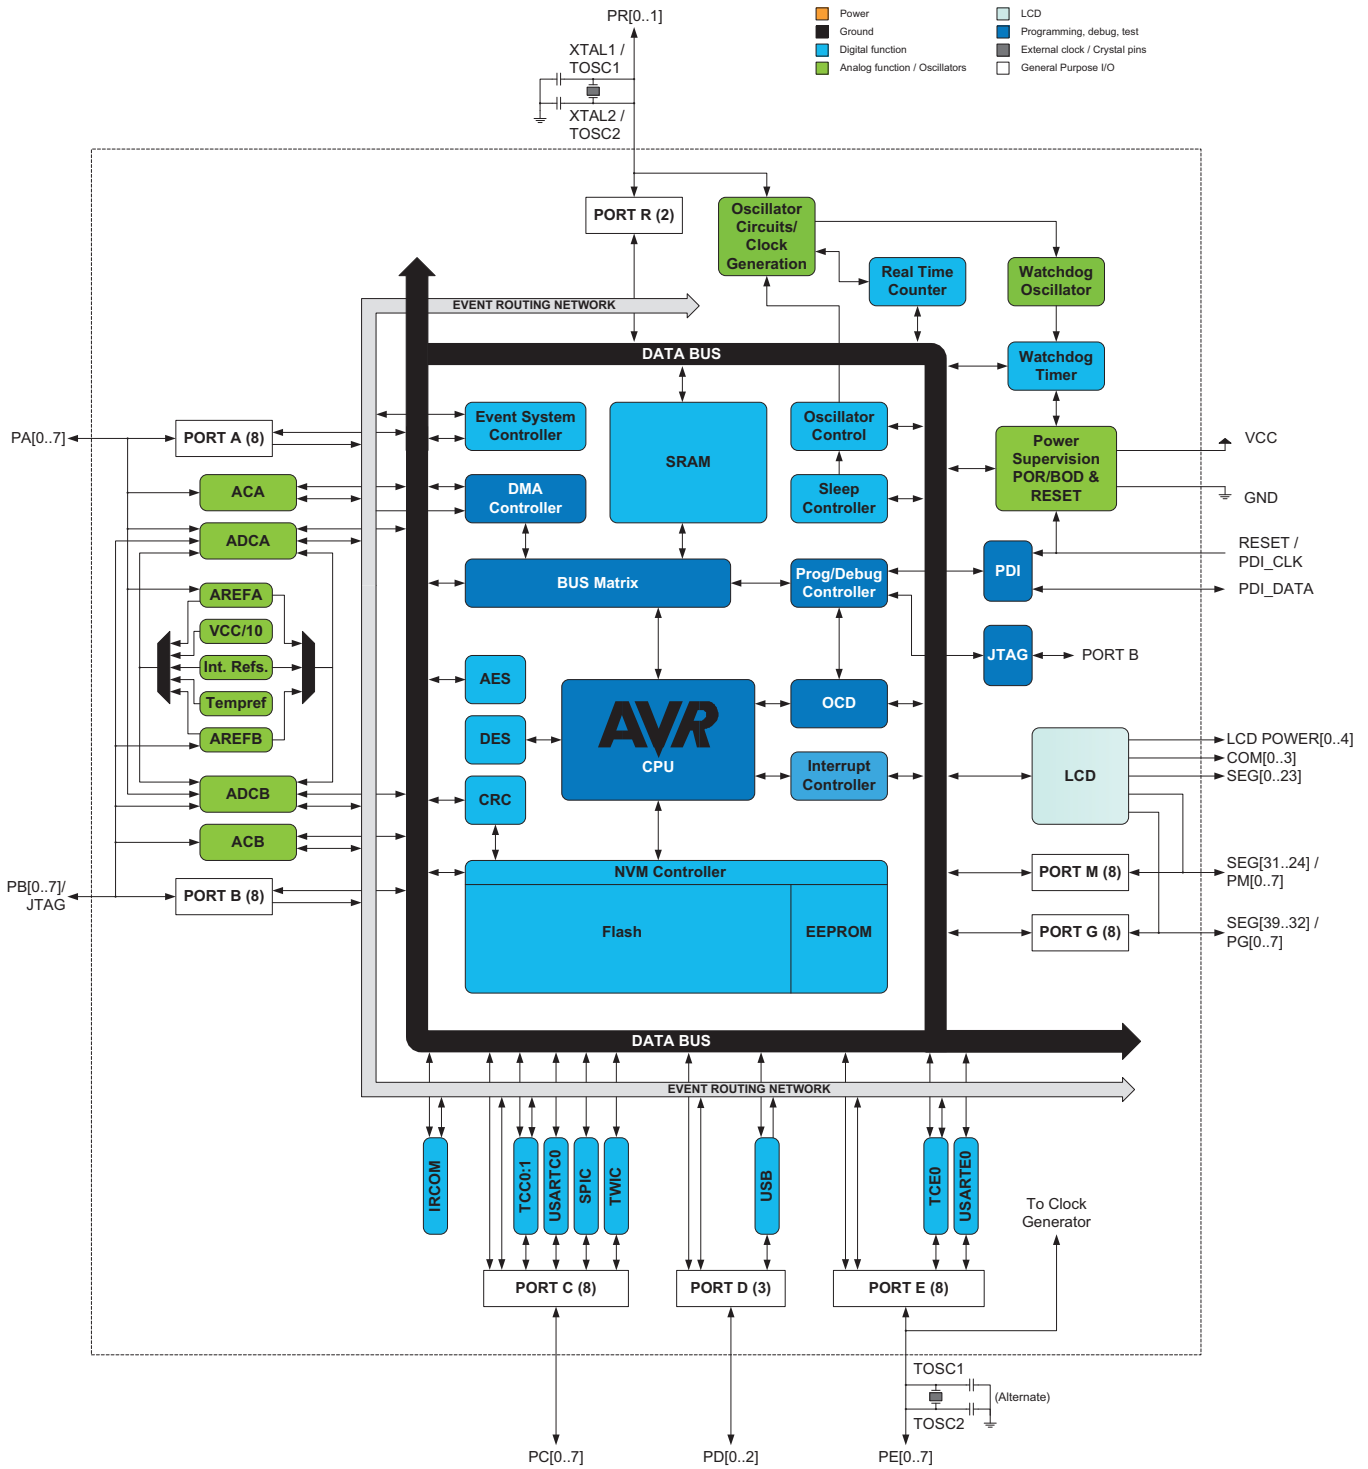 PR[0..1]
Power
Ground
Digital function
Analog function / Oscillators
LCD
Programming, debug, test
External clock / Crystal pins
General Purpose I/O
XTAL1 /
TOSC1
XTAL2 /
TOSC2
PORT R (2)
Oscillator
Circuits/
Clock
Generation
Real Time
Counter
Watchdog
Oscillator
EVENT ROUTING NETWORK
DATA BUS
Watchdog
Timer
Event System
Controller
SRAM
Oscillator
Control
PA[0..7]
PORT A (8)
Power
Supervision
POR/BOD &
RESET
VCC
GND
ACA
DMA
Controller
Sleep
Controller
ADCA
RESET /
PDI_CLK
PDI
PDI_DATA
BUS Matrix
Prog/Debug
Controller
AREFA
VCC/10
Int. Refs.
Tempref
AREFB
JTAG
PORT B
AES
AVR
CPU
OCD
DES
Interrupt
Controller
LCD
LCD POWER[0..4]
COM[0..3]
SEG[0..23]
ADCB
CRC
ACB
NVM Controller
Flash
EEPROM
PORT M (8)
SEG[31..24] /
PM[0..7]
PB[0..7]/
JTAG
PORT B (8)
PORT G (8)
SEG[39..32] /
PG[0..7]
DATA BUS
EVENT ROUTING NETWORK
IRCOM
TCC0:1
USARTC0
SPIC
TWIC
USB
TCE0
USARTE0
To Clock
Generator
PORT C (8)
PORT D (3)
PORT E (8)
TOSC1
(Alternate)
TOSC2
PC[0..7]
PD[0..2]
PE[0..7]